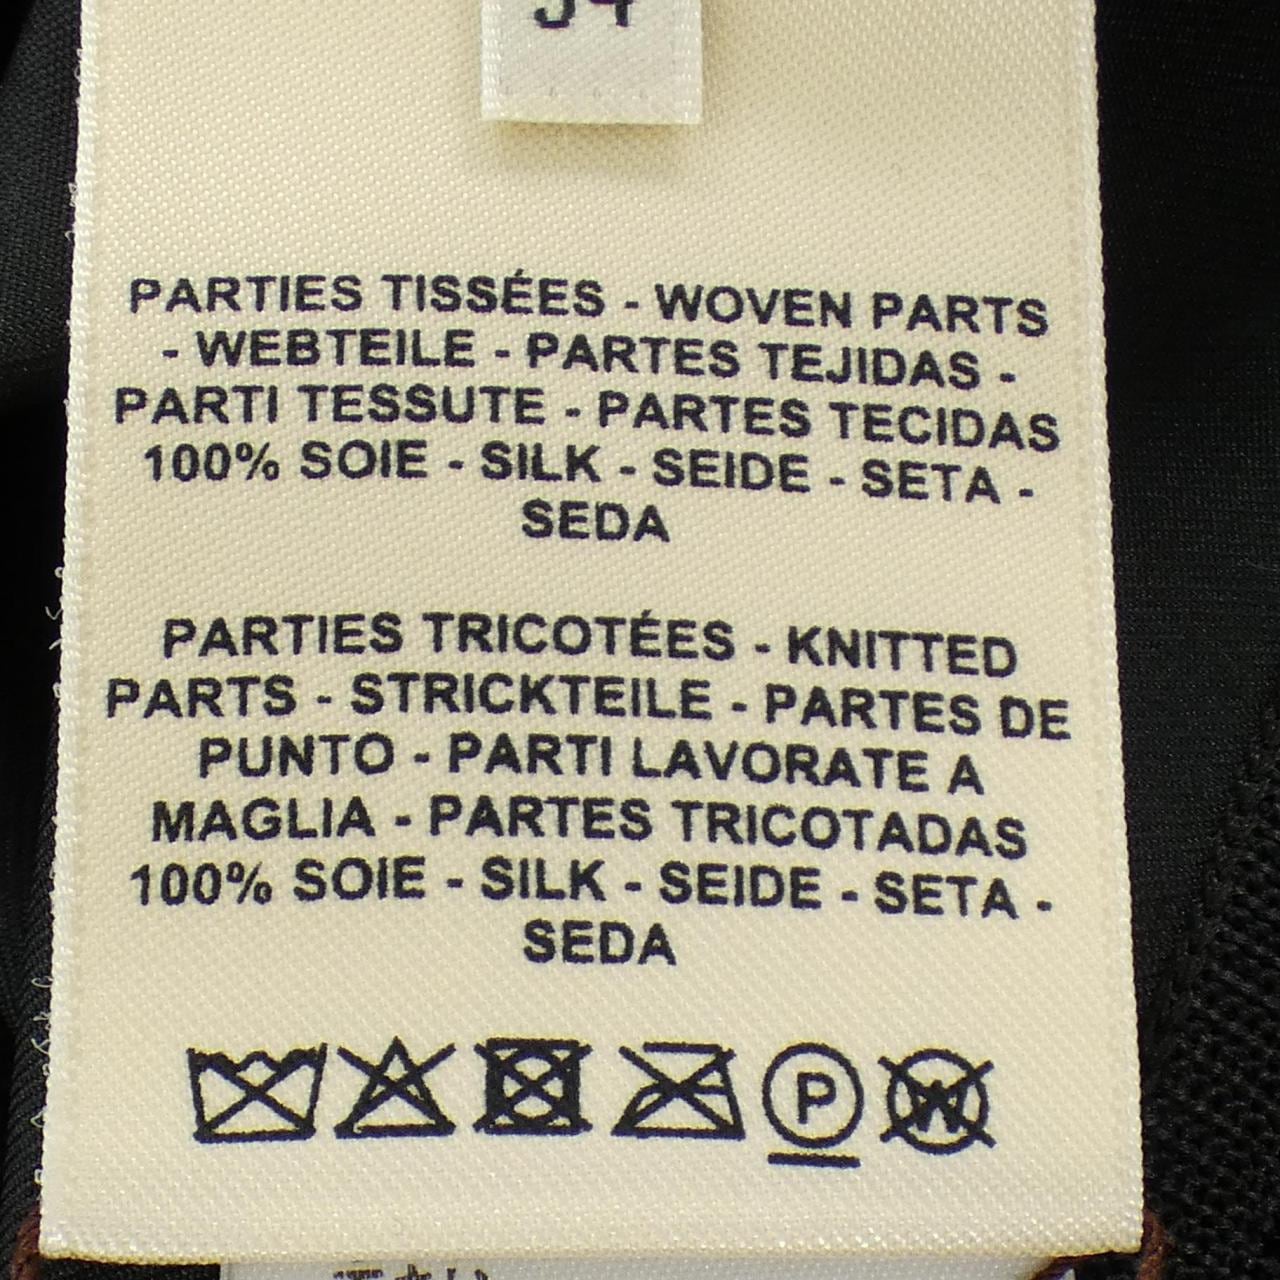 34
PARTIES TISSÉES - WOVEN PARTS
- WEBTEILE - PARTES TEJIDAS -
PARTI TESSUTE - PARTES TECIDAS
100% SOIE - SILK - SEIDE - SETA -
SEDA
PARTIES TRICOTÉES - KNITTED
PARTS - STRICKTEILE - PARTES DE
PUNTO - PARTI LAVORATE A
MAGLIA - PARTES TRICOTADAS
100% SOIE - SILK - SEIDE - SETA -
SEDA
P W